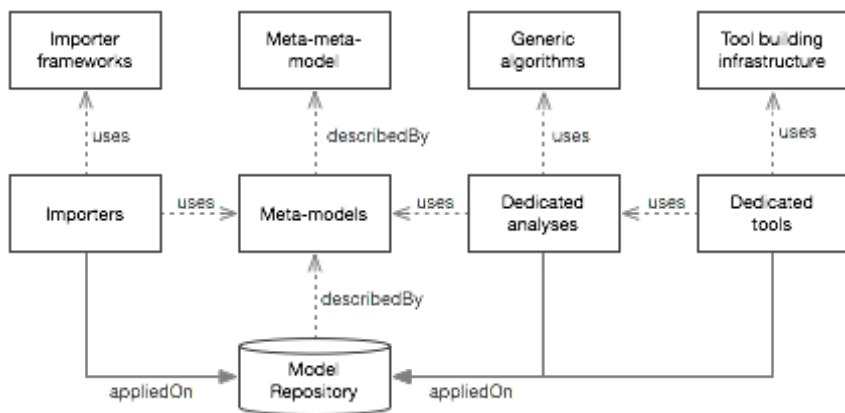 Importer
frameworks
Meta-meta-
model
Generic
algorithms
Tool building
infrastructure
uses
describedBy
uses
uses
Importers
uses
Meta-models
uses
Dedicated
analyses
uses
Dedicated
tools
describedBy
Model
Repository
appliedOn
appliedOn